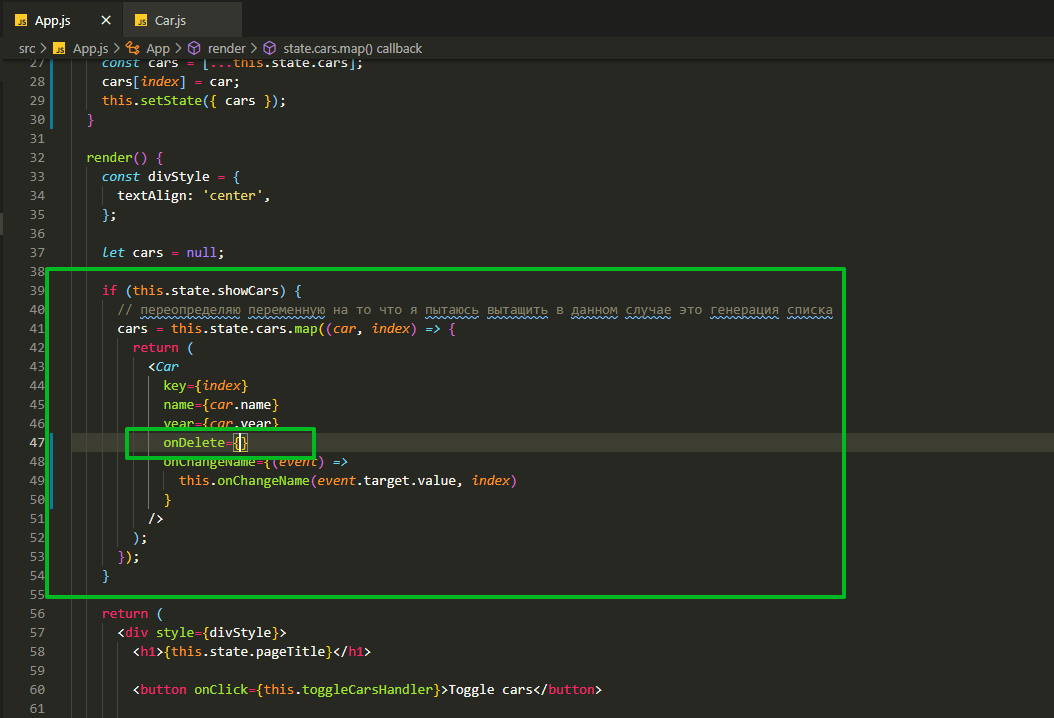 JS App.js ×
JS Car.js
src > JS App.js > App > render > state.cars.map() callback
27 const cars = [...this.state.cars];
28 cars[index] = car;
29 this.setState({ cars });
30 }
31
32 render() {
33 const divStyle = {
34 textAlign: 'center',
35 };
36
37 let cars = null;
38
39 if (this.state.showCars) {
40 // переопределяю переменную на то что я пытаюсь вытащить в данном случае это генерация списка
41 cars = this.state.cars.map((car, index) => {
42 return (
43 <Car
44 key={index}
45 name={car.name}
46 year={car.year}
47 onDelete={}
48 onChangeName={(event) =>
49 this.onChangeName(event.target.value, index)
50 }
51 />
52 );
53 });
54 }
55
56 return (
57 <div style={divStyle}>
58 <h1>{this.state.pageTitle}</h1>
59
60 <button onClick={this.toggleCarsHandler}>Toggle cars</button>
61